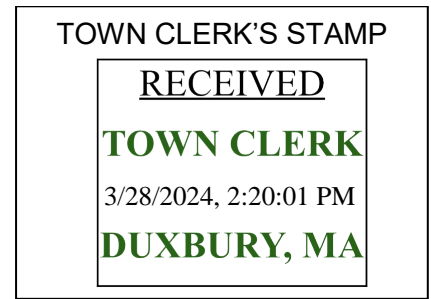 TOWN CLERK'S STAMP
RECEIVED
TOWN CLERK
3/28/2024, 2:20:01 PM
DUXBURY, MA